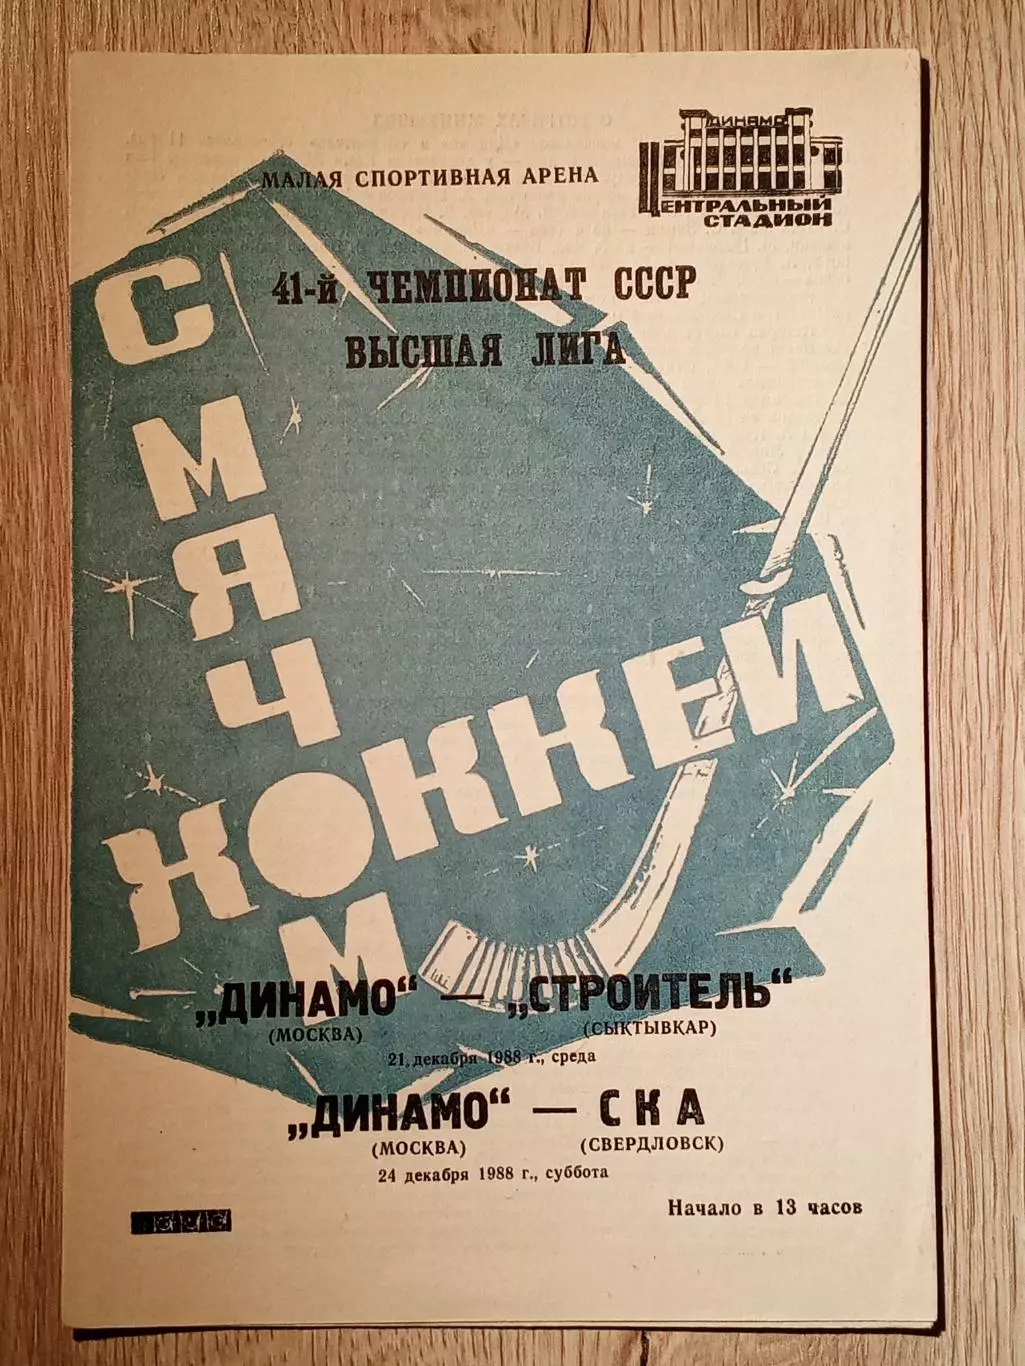 ДИНАМО
ЦЕНТРАЛЬНЫЙ
СТАДИОН
МАЛАЯ СПОРТИВНАЯ АРЕНА
41-й ЧЕМПИОНАТ СССР
ВЫСШАЯ ЛИГА
ХОККЕЙ
С МЯЧОМ
„ДИНАМО“ — „СТРОИТЕЛЬ“
(МОСКВА) (СЫКТЫВКАР)
21 декабря 1988 г., среда
„ДИНАМО“ — СКА
(МОСКВА) (СВЕРДЛОВСК)
24 декабря 1988 г., суббота
Начало в 13 часов